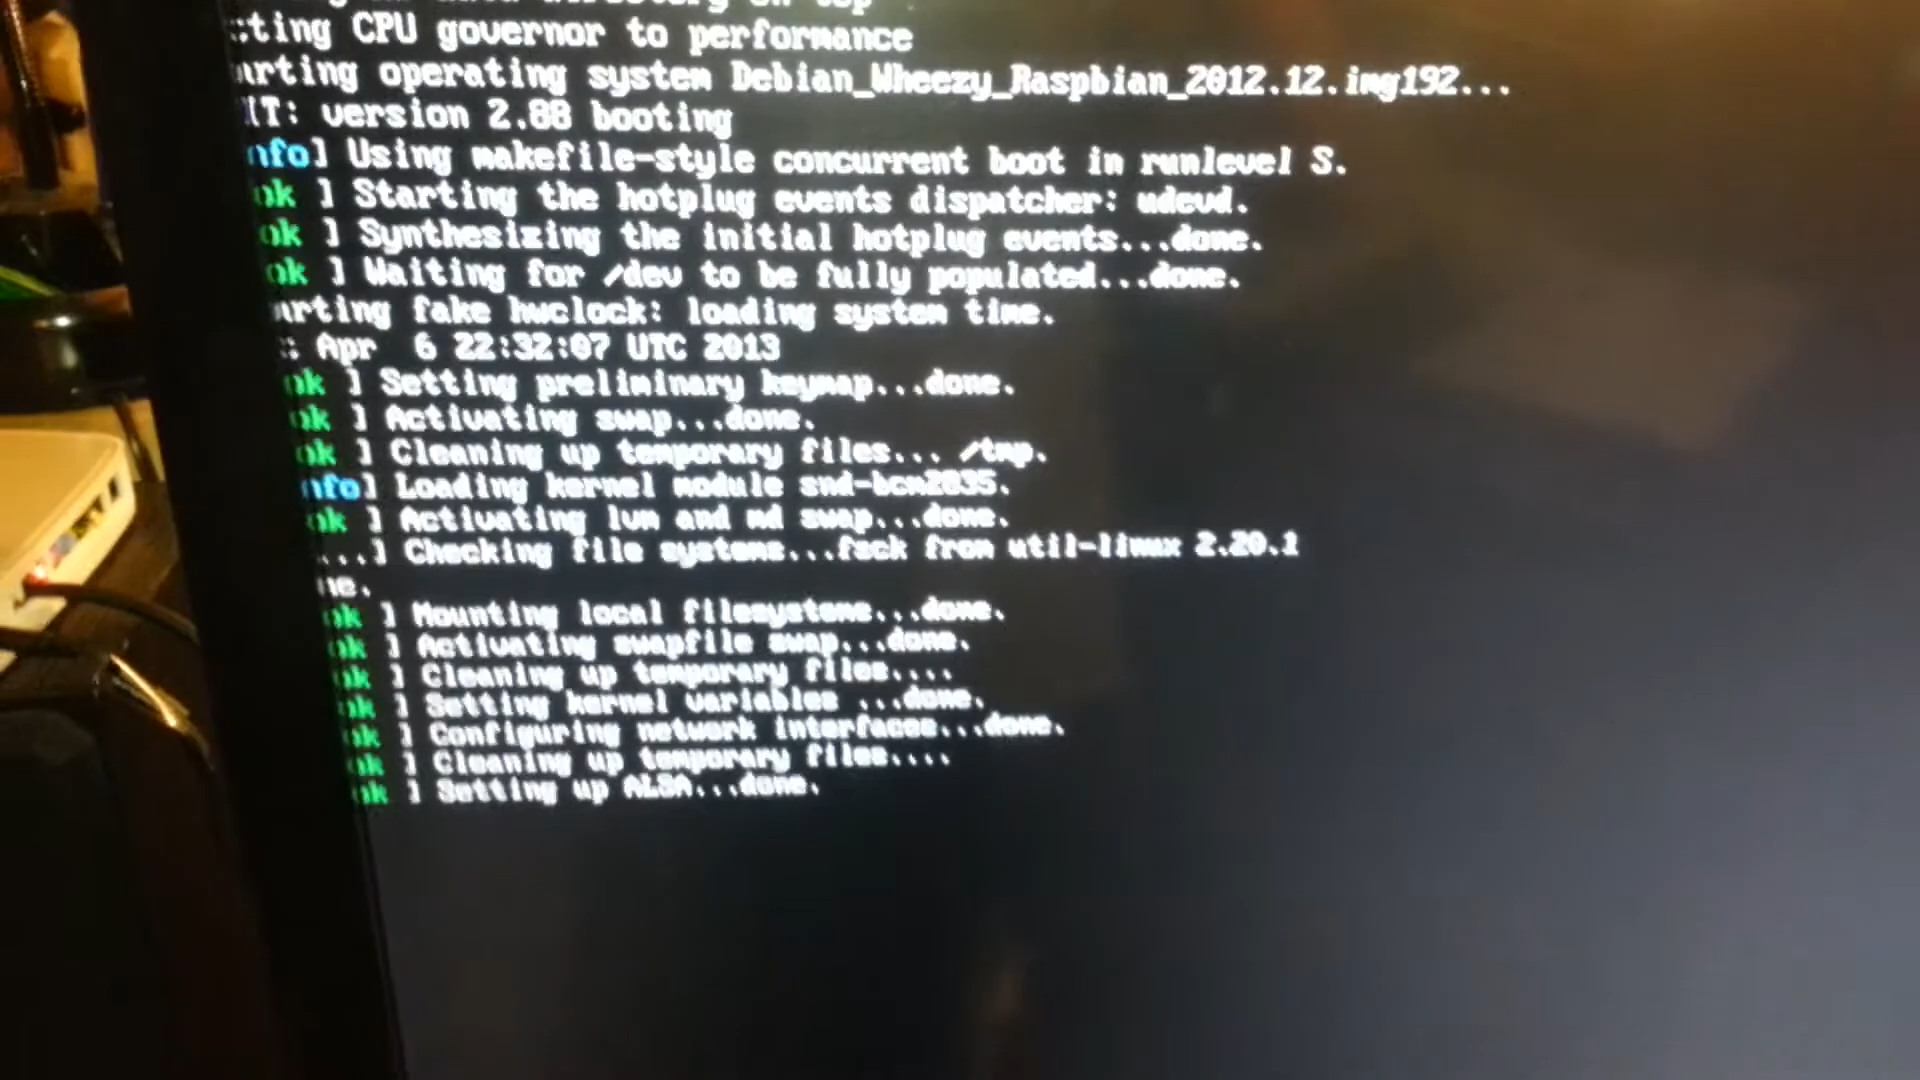 :ting CPU governor to performance
arting operating system Debian_Wheezy_Raspbian_2012.12.img192...
IT: version 2.88 booting
nfo] Using makefile-style concurrent boot in runlevel S.
ok ] Starting the hotplug events dispatcher: udevd.
ok ] Synthesizing the initial hotplug events...done.
ok ] Waiting for /dev to be fully populated...done.
arting fake hwclock: loading system time.
: Apr  6 22:32:07 UTC 2013
ok ] Setting preliminary keymap...done.
ok ] Activating swap...done.
ok ] Cleaning up temporary files... /tmp.
nfo] Loading kernel module snd-bcm2835.
ok ] Activating lvm and md swap...done.
...] Checking file systems...fsck from util-linux 2.20.1
ne.
ok ] Mounting local filesystems...done.
ok ] Activating swapfile swap...done.
ok ] Cleaning up temporary files....
ok ] Setting kernel variables ...done.
ok ] Configuring network interfaces...done.
ok ] Cleaning up temporary files....
ok ] Setting up ALSA...done.